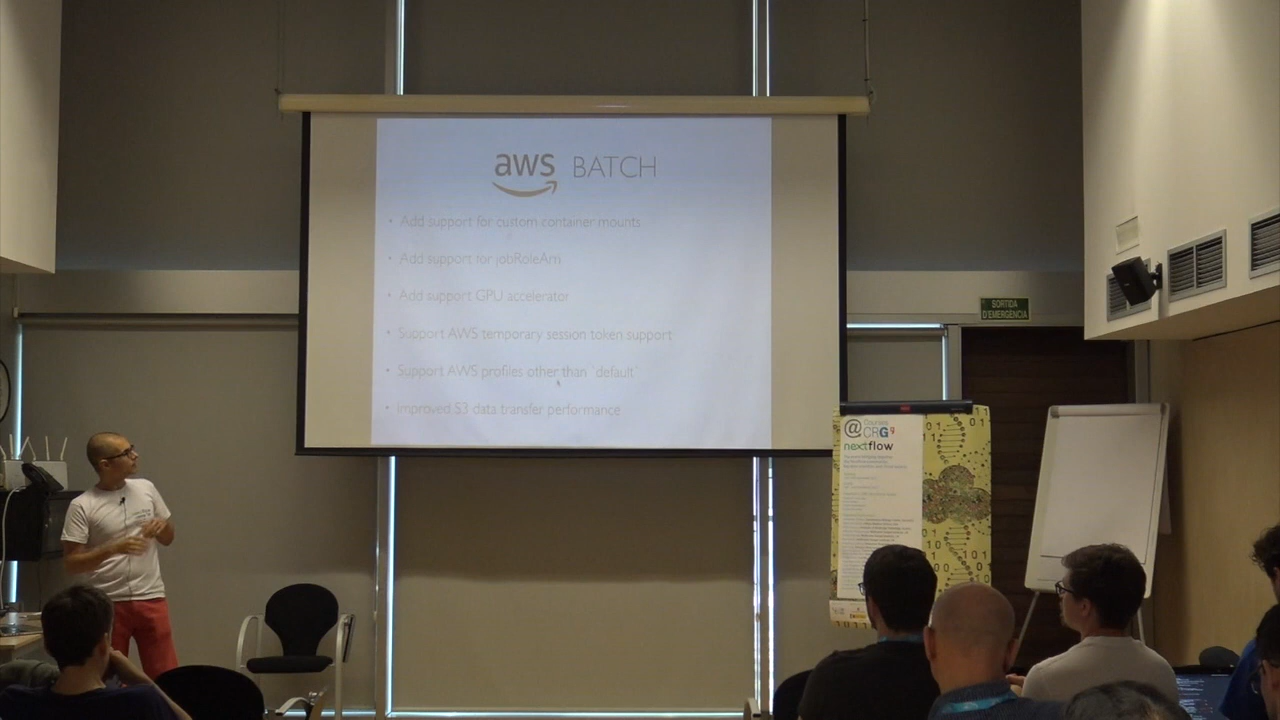 aws BATCH
• Add support for custom container mounts
• Add support for jobRoleArn
• Add support GPU accelerator
• Support AWS temporary session token support
• Support AWS profiles other than `default`
• Improved S3 data transfer performance
SORTIDA
D'EMERGÈNCIA
@ Courses
CRG
nextflow